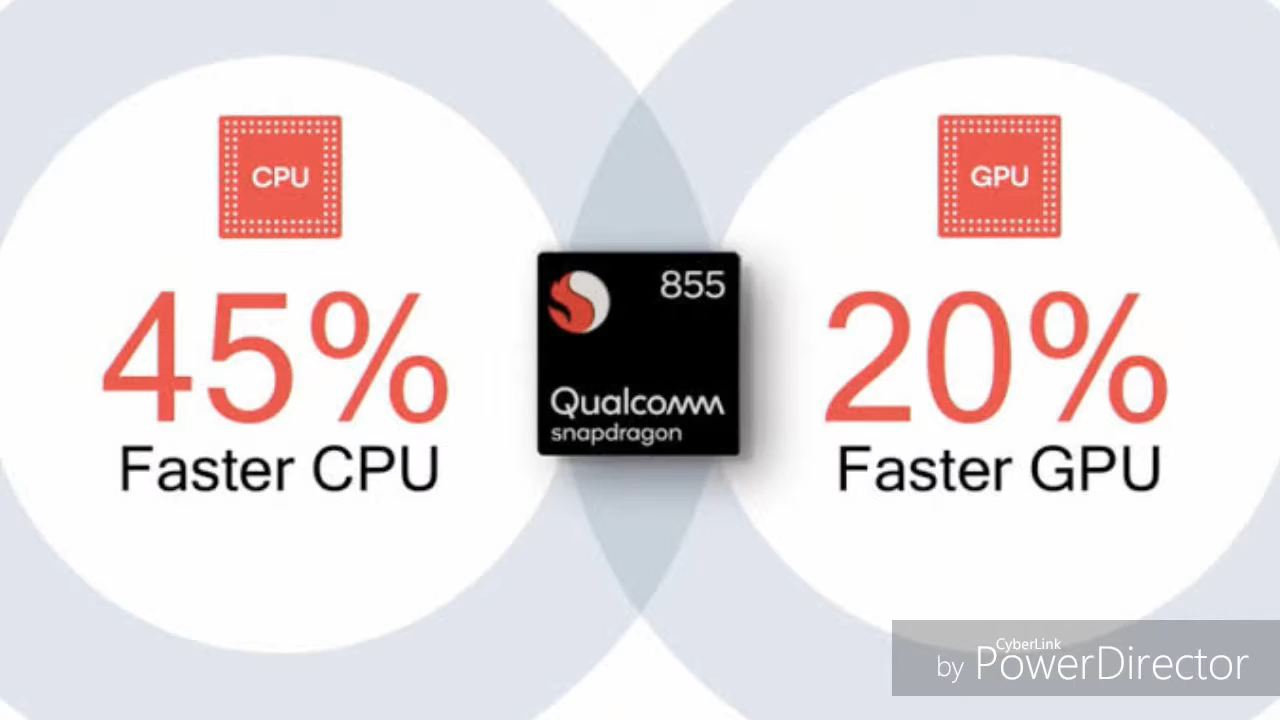 CPU
45%
Faster CPU
855
Qualcomm
snapdragon
GPU
20%
Faster GPU
CyberLink
by PowerDirector